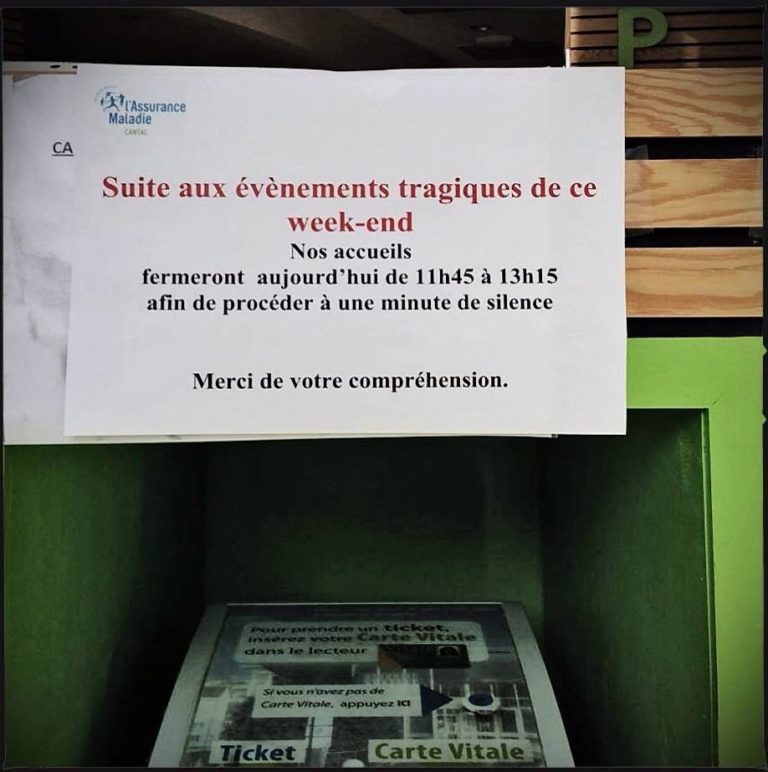 P
l'Assurance
Maladie
CANTAL
CA
Suite aux évènements tragiques de ce
week-end
Nos accueils
fermeront aujourd'hui de 11h45 à 13h15
afin de procéder à une minute de silence
Merci de votre compréhension.
Pour prendre un ticket,
insérez votre Carte Vitale
dans le lecteur
Si vous n'avez pas de
Carte Vitale, appuyez ICI
Ticket
Carte Vitale